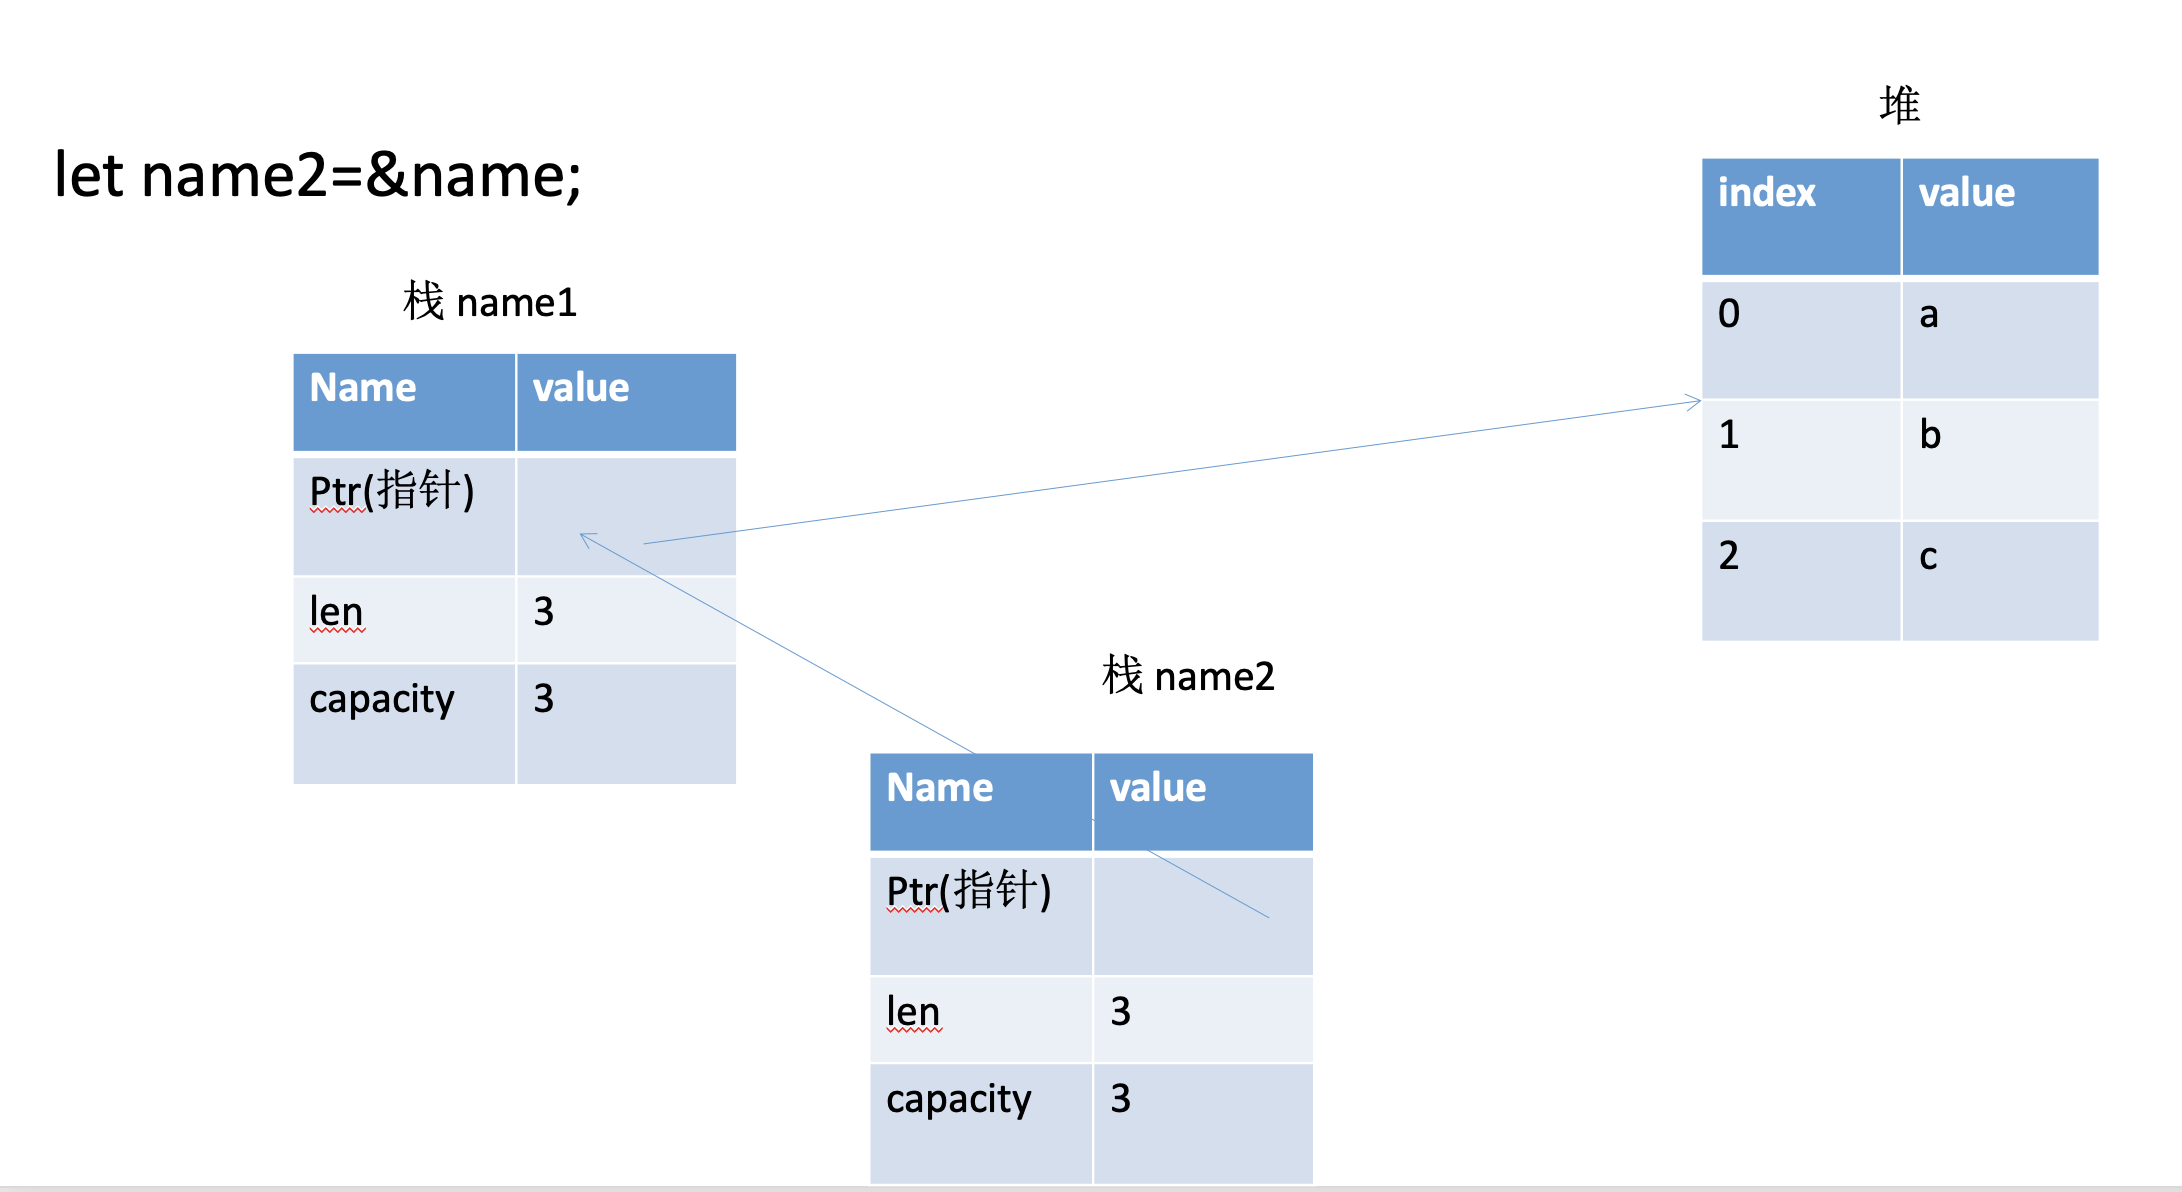 let name2=&name;
堆
index value
0 a
1 b
2 c
栈 name1
Name value
Ptr(指针)
len 3
capacity 3
栈 name2
Name value
Ptr(指针)
len 3
capacity 3